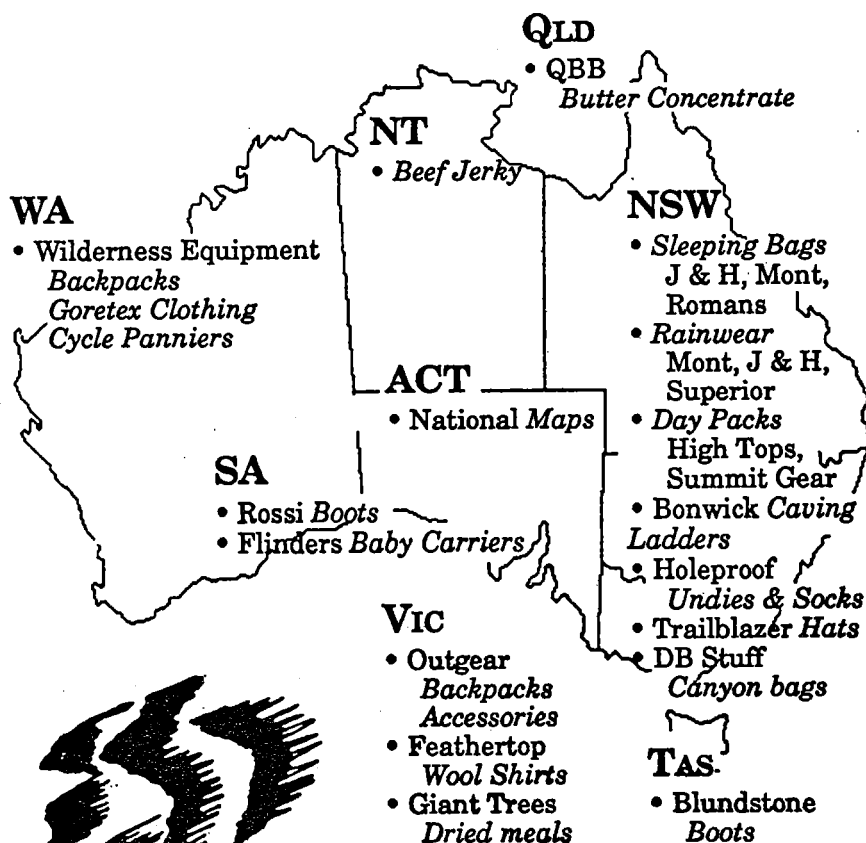 QLD
• QBB
Butter Concentrate
NT
• Beef Jerky
WA
• Wilderness Equipment
Backpacks
Goretex Clothing
Cycle Panniers
NSW
• Sleeping Bags
J & H, Mont,
Romans
• Rainwear
Mont, J & H,
Superior
• Day Packs
High Tops,
Summit Gear
• Bonwick Caving
Ladders
• Holeproof
Undies & Socks
• Trailblazer Hats
• DB Stuff
Canyon bags
ACT
• National Maps
SA
• Rossi Boots
• Flinders Baby Carriers
VIC
• Outgear
Backpacks
Accessories
• Feathertop
Wool Shirts
• Giant Trees
Dried meals
TAS
• Blundstone
Boots